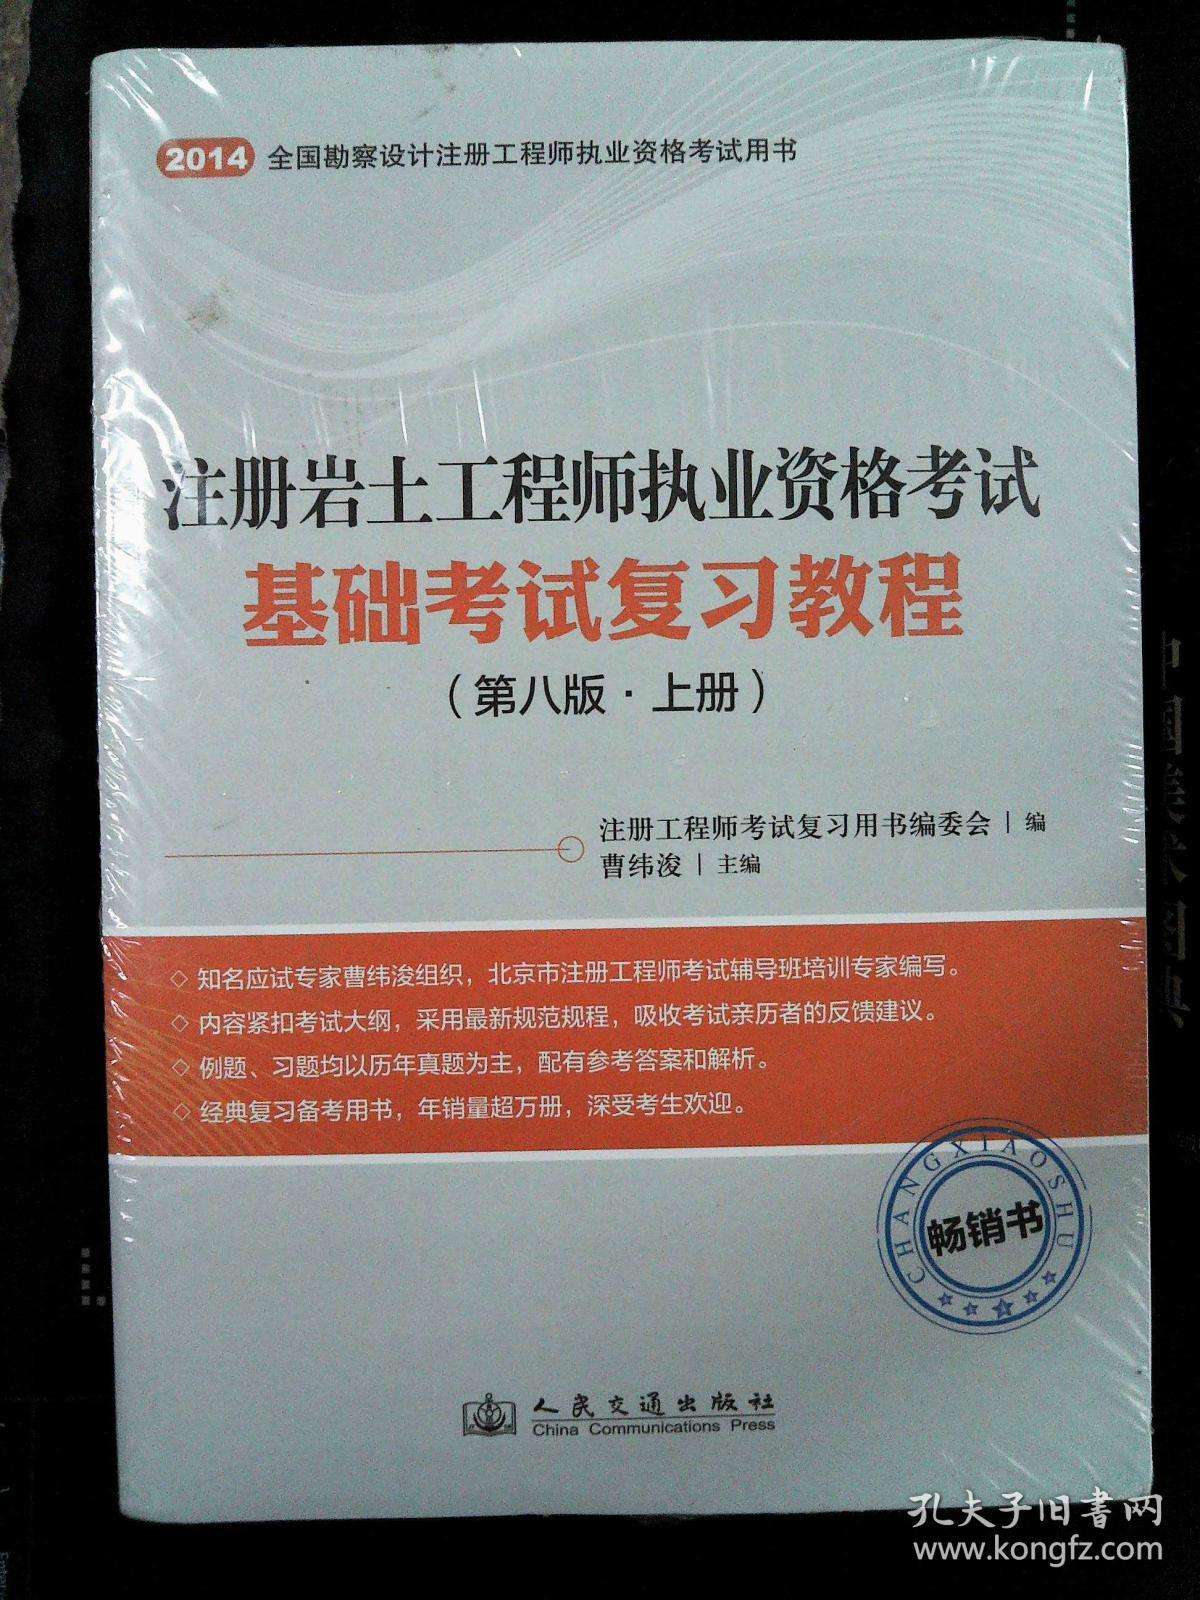 2014 全国勘察设计注册工程师执业资格考试用书
注册岩土工程师执业资格考试
基础考试复习教程
（第八版·上册）
注册工程师考试复习用书编委会 | 编
曹纬浚 | 主编
◇ 知名应试专家曹纬浚组织，北京市注册工程师考试辅导班培训专家编写。
◇ 内容紧扣考试大纲，采用最新规范规程，吸收考试亲历者的反馈建议。
◇ 例题、习题均以历年真题为主，配有参考答案和解析。
◇ 经典复习备考用书，年销量超万册，深受考生欢迎。
CHANGXIAOSHU
畅销书
人民交通出版社
China Communications Press
孔夫子旧书网
www.kongfz.com